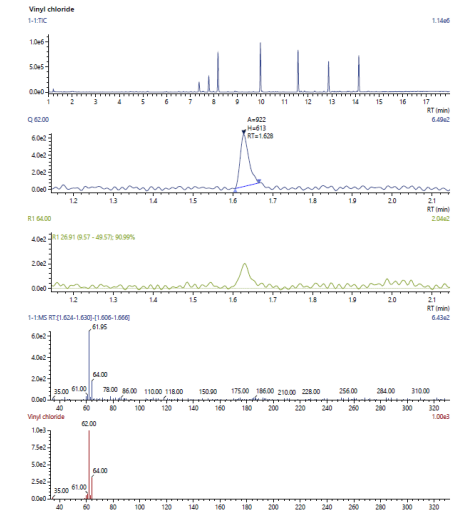 Vinyl chloride
1-1:TIC 1.14e6
1.0e6
5.0e5
0.0e0
1 2 3 4 5 6 7 8 9 10 11 12 13 14 15 16 17
RT (min)
Q 62.00 6.49e2
A=922
H=613
RT=1.628
6.0e2
4.0e2
2.0e2
0.0e0
1.2 1.3 1.4 1.5 1.6 1.7 1.8 1.9 2.0 2.1
RT (min)
R1 64.00 2.04e2
4.0e2
R1 26.91 (9.57 - 49.57); 90.99%
2.0e2
0.0e0
1.2 1.3 1.4 1.5 1.6 1.7 1.8 1.9 2.0 2.1
RT (min)
1-1:MS RT:[1.624-1.630]-[1.606-1.666] 6.43e2
61.95
6.0e2
4.0e2
64.00
2.0e2
35.00 61.00 78.00 86.00 110.00 118.00 150.90 175.00 186.00 210.00 228.00 256.00 284.00 310.00
0.0e0
40 60 80 100 120 140 160 180 200 220 240 260 280 300 320
Vinyl chloride 1.00e3
62.00
1.0e3
7.5e2
5.0e2
64.00
2.5e2
35.00 61.00
0.0e0
40 60 80 100 120 140 160 180 200 220 240 260 280 300 320